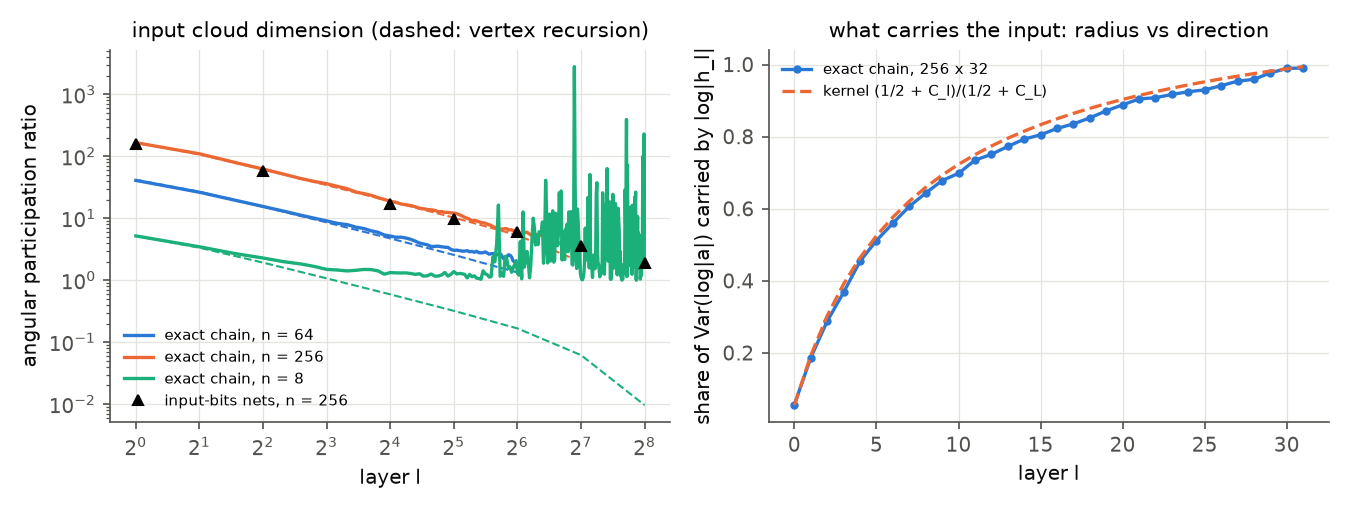 input cloud dimension (dashed: vertex recursion)
angular participation ratio
10³
10²
10¹
10⁰
10⁻¹
10⁻²
exact chain, n = 64
exact chain, n = 256
exact chain, n = 8
input-bits nets, n = 256
2⁰ 2¹ 2² 2³ 2⁴ 2⁵ 2⁶ 2⁷ 2⁸
layer l
what carries the input: radius vs direction
share of Var(log|a|) carried by log|h_l|
1.0
0.8
0.6
0.4
0.2
exact chain, 256 x 32
kernel (1/2 + C_l)/(1/2 + C_L)
0 5 10 15 20 25 30
layer l